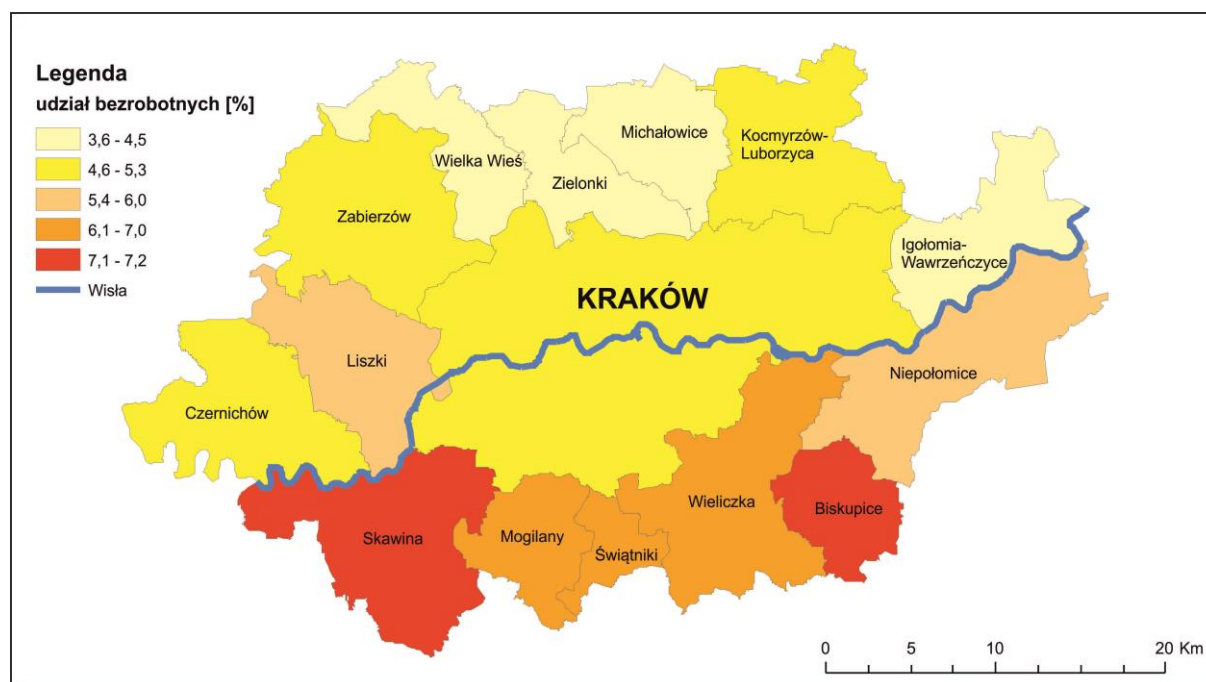 Legenda
udział bezrobotnych [%]
3,6 - 4,5
4,6 - 5,3
5,4 - 6,0
6,1 - 7,0
7,1 - 7,2
Wisła
Michałowice
Kocmyrzów-
Luborzyca
Wielka Wieś
Zielonki
Zabierzów
Igołomia-
Wawrzeńczyce
KRAKÓW
Liszki
Niepołomice
Czernichów
Wieliczka
Biskupice
Skawina
Mogilany
Świątniki
0 5 10 20 Km